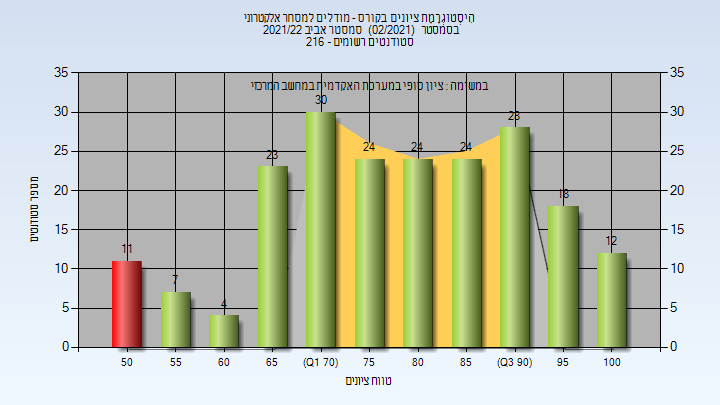 היסטוגרמת ציונים בקורס - מודלים למסחר אלקטרוני
בסמסטר (02/2021) סמסטר אביב 2021/22
סטודנטים רשומים - 216
במשימה : ציון סופי במערכת האקדמית במחשב המרכזי
35 35
30 30
25 25
20 20
15 15
10 10
5 5
0 0
מספר סטודנטים
11 7 4 23 30 24 24 24 28 18 12
50 55 60 65 (Q1 70) 75 80 85 (Q3 90) 95 100
טווח ציונים